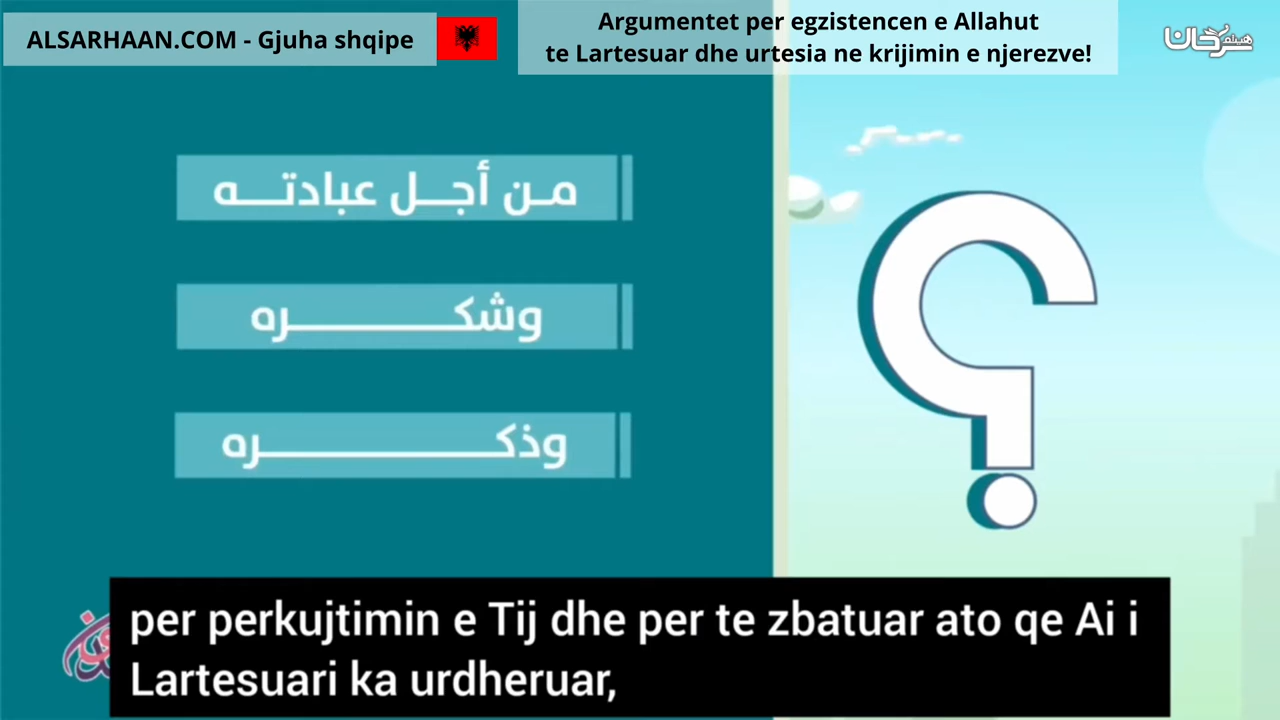 ALSARHAAN.COM - Gjuha shqipe
Argumentet per egzistencen e Allahut
te Lartesuar dhe urtesia ne krijimin e njerezve!
من أجل عبادته
وشكره
وذكره
؟
per perkujtimin e Tij dhe per te zbatuar ato qe Ai i
Lartesuari ka urdheruar,